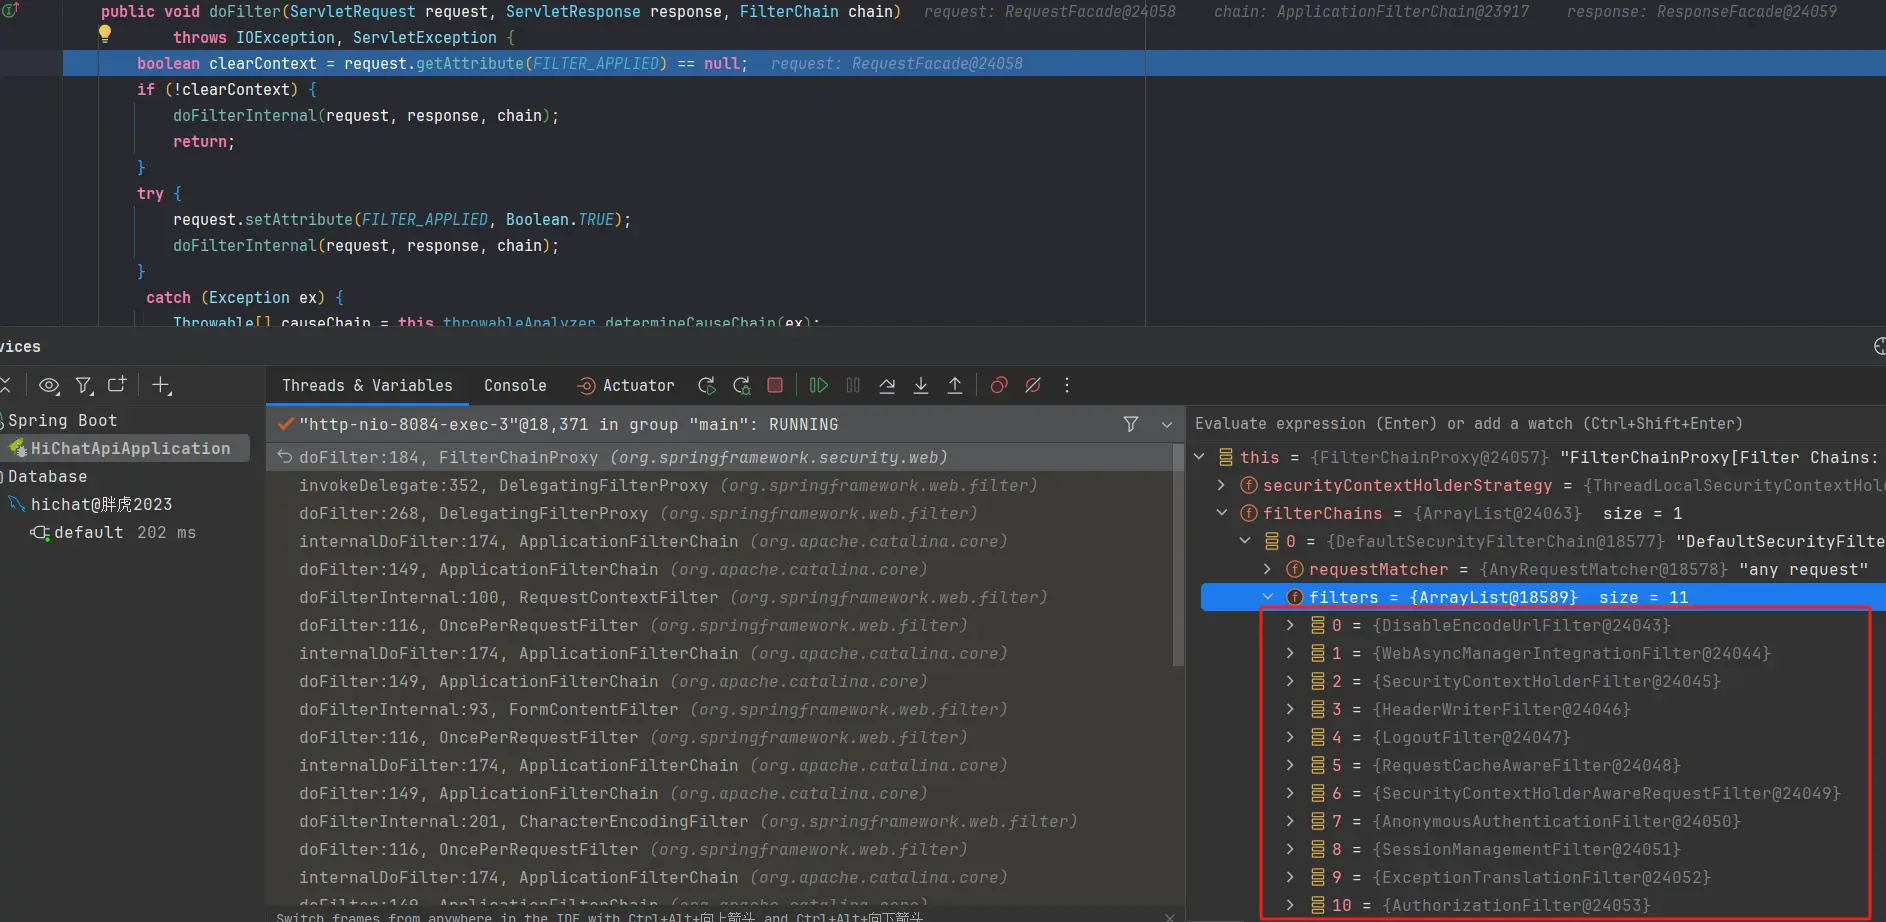 public void doFilter(ServletRequest request, ServletResponse response, FilterChain chain) request: RequestFacade@24058 chain: ApplicationFilterChain@23917 response: ResponseFacade@24059
throws IOException, ServletException {
boolean clearContext = request.getAttribute(FILTER_APPLIED) == null; request: RequestFacade@24058
if (!clearContext) {
doFilterInternal(request, response, chain);
return;
}
try {
request.setAttribute(FILTER_APPLIED, Boolean.TRUE);
doFilterInternal(request, response, chain);
}
catch (Exception ex) {
Throwable[] causeChain = this.throwableAnalyzer.determineCauseChain(ex);
vices
Spring Boot
HiChatApiApplication
Database
hichat@胖虎2023
default 202 ms
Threads & Variables Console Actuator
"http-nio-8084-exec-3"@18,371 in group "main": RUNNING
doFilter:184, FilterChainProxy (org.springframework.security.web)
invokeDelegate:352, DelegatingFilterProxy (org.springframework.web.filter)
doFilter:268, DelegatingFilterProxy (org.springframework.web.filter)
internalDoFilter:174, ApplicationFilterChain (org.apache.catalina.core)
doFilter:149, ApplicationFilterChain (org.apache.catalina.core)
doFilterInternal:100, RequestContextFilter (org.springframework.web.filter)
doFilter:116, OncePerRequestFilter (org.springframework.web.filter)
internalDoFilter:174, ApplicationFilterChain (org.apache.catalina.core)
doFilter:149, ApplicationFilterChain (org.apache.catalina.core)
doFilterInternal:93, FormContentFilter (org.springframework.web.filter)
doFilter:116, OncePerRequestFilter (org.springframework.web.filter)
internalDoFilter:174, ApplicationFilterChain (org.apache.catalina.core)
doFilter:149, ApplicationFilterChain (org.apache.catalina.core)
doFilterInternal:201, CharacterEncodingFilter (org.springframework.web.filter)
doFilter:116, OncePerRequestFilter (org.springframework.web.filter)
internalDoFilter:174, ApplicationFilterChain (org.apache.catalina.core)
doFilter:149, ApplicationFilterChain (org.apache.catalina.core)
Switch frames from anywhere in the IDE with Ctrl+Alt+向上箭头 and Ctrl+Alt+向下箭头
Evaluate expression (Enter) or add a watch (Ctrl+Shift+Enter)
this = {FilterChainProxy@24057} "FilterChainProxy[Filter Chains:
securityContextHolderStrategy = {ThreadLocalSecurityContextHol
filterChains = {ArrayList@24063} size = 1
0 = {DefaultSecurityFilterChain@18577} "DefaultSecurityFilte
requestMatcher = {AnyRequestMatcher@18578} "any request"
filters = {ArrayList@18589} size = 11
0 = {DisableEncodeUrlFilter@24043}
1 = {WebAsyncManagerIntegrationFilter@24044}
2 = {SecurityContextHolderFilter@24045}
3 = {HeaderWriterFilter@24046}
4 = {LogoutFilter@24047}
5 = {RequestCacheAwareFilter@24048}
6 = {SecurityContextHolderAwareRequestFilter@24049}
7 = {AnonymousAuthenticationFilter@24050}
8 = {SessionManagementFilter@24051}
9 = {ExceptionTranslationFilter@24052}
10 = {AuthorizationFilter@24053}